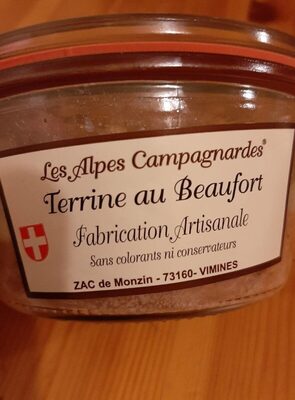 Les Alpes Campagnardes®
Terrine au Beaufort
Fabrication Artisanale
Sans colorants ni conservateurs
ZAC de Monzin - 73160- VIMINES